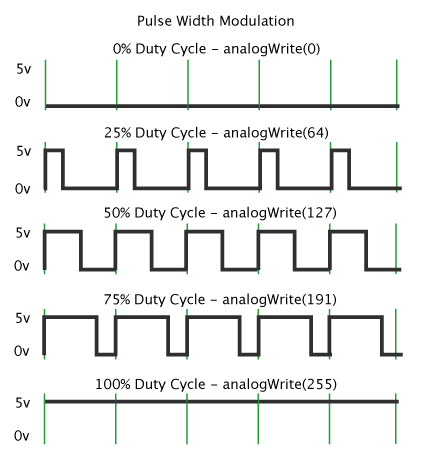 Pulse Width Modulation
0% Duty Cycle – analogWrite(0)
5v
0v
25% Duty Cycle – analogWrite(64)
5v
0v
50% Duty Cycle – analogWrite(127)
5v
0v
75% Duty Cycle – analogWrite(191)
5v
0v
100% Duty Cycle – analogWrite(255)
5v
0v